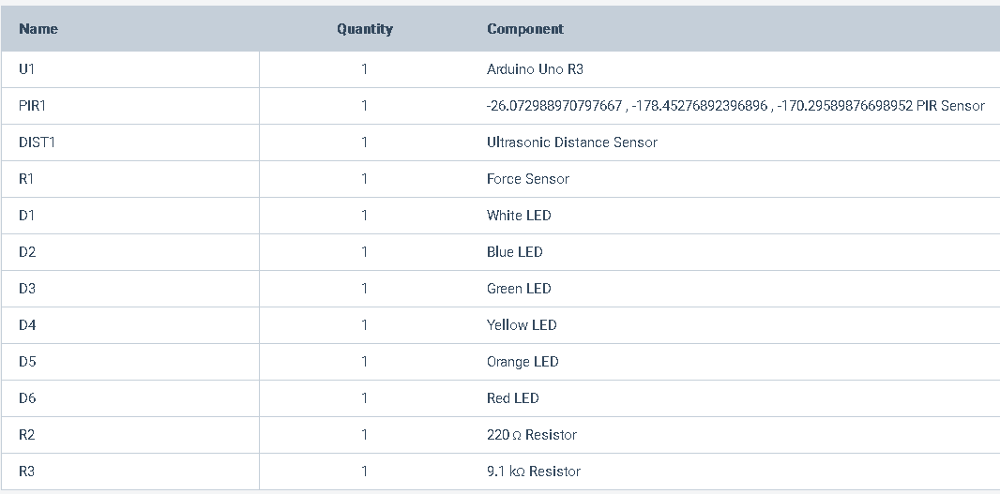 Name Quantity Component
U1 1 Arduino Uno R3
PIR1 1 -26.072988970797667 , -178.45276892396896 , -170.29589876698952 PIR Sensor
DIST1 1 Ultrasonic Distance Sensor
R1 1 Force Sensor
D1 1 White LED
D2 1 Blue LED
D3 1 Green LED
D4 1 Yellow LED
D5 1 Orange LED
D6 1 Red LED
R2 1 220 Ω Resistor
R3 1 9.1 kΩ Resistor